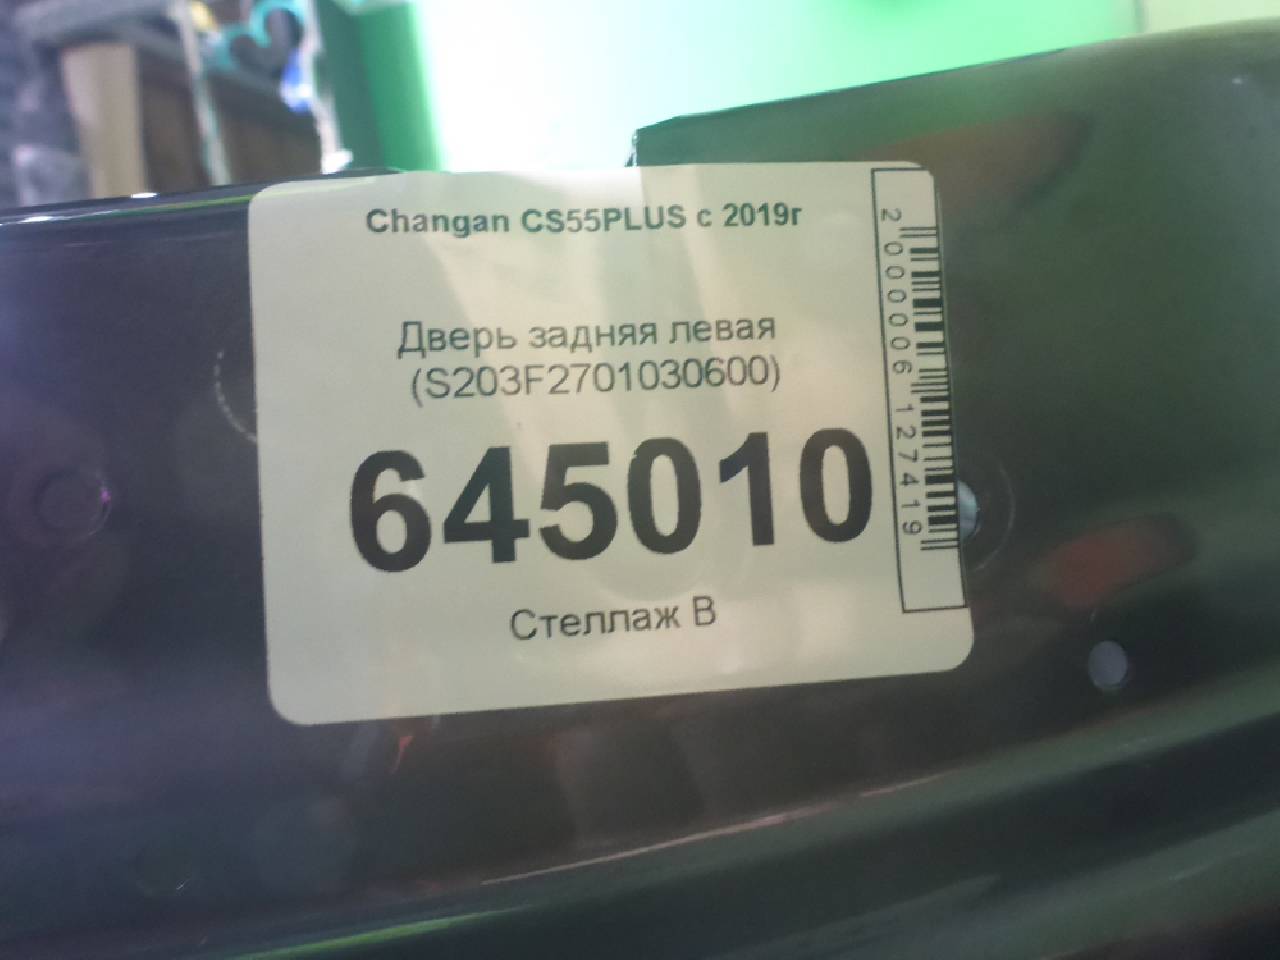 Changan CS55PLUS с 2019г
Дверь задняя левая
(S203F2701030600)
645010
Стеллаж В
2000006127419